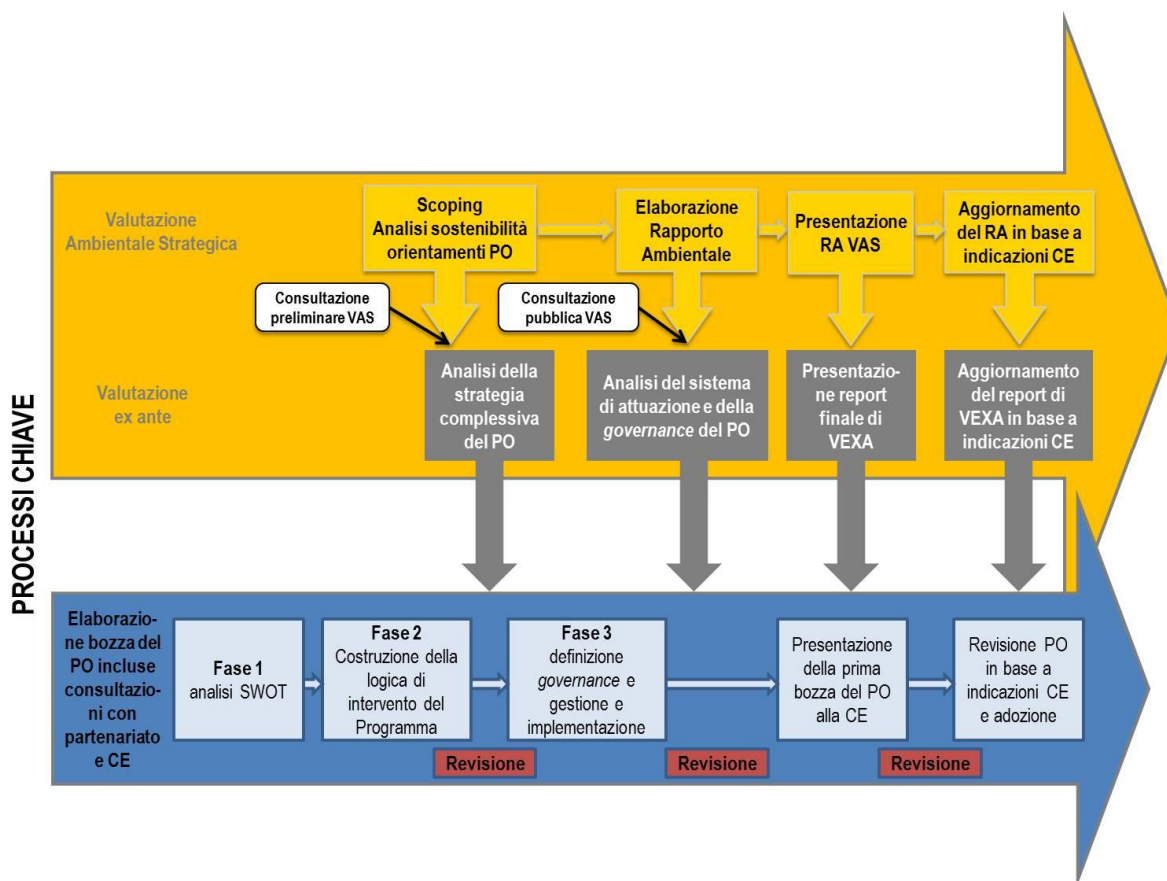 PROCESSI CHIAVE
Valutazione
Ambientale Strategica
Scoping
Analisi sostenibilità
orientamenti PO
Elaborazione
Rapporto
Ambientale
Presentazione
RA VAS
Aggiornamento
del RA in base a
indicazioni CE
Consultazione
preliminare VAS
Consultazione
pubblica VAS
Valutazione
ex ante
Analisi della
strategia
complessiva
del PO
Analisi del sistema
di attuazione e della
governance del PO
Presentazio-
ne report
finale di
VEXA
Aggiornamento
del report di
VEXA in base a
indicazioni CE
Elaborazio-
ne bozza del
PO incluse
consultazio-
ni con
partenariato
e CE
Fase 1
analisi SWOT
Fase 2
Costruzione della
logica di
intervento del
Programma
Fase 3
definizione
governance e
gestione e
implementazione
Presentazione
della prima
bozza del PO
alla CE
Revisione PO
in base a
indicazioni CE
e adozione
Revisione
Revisione
Revisione